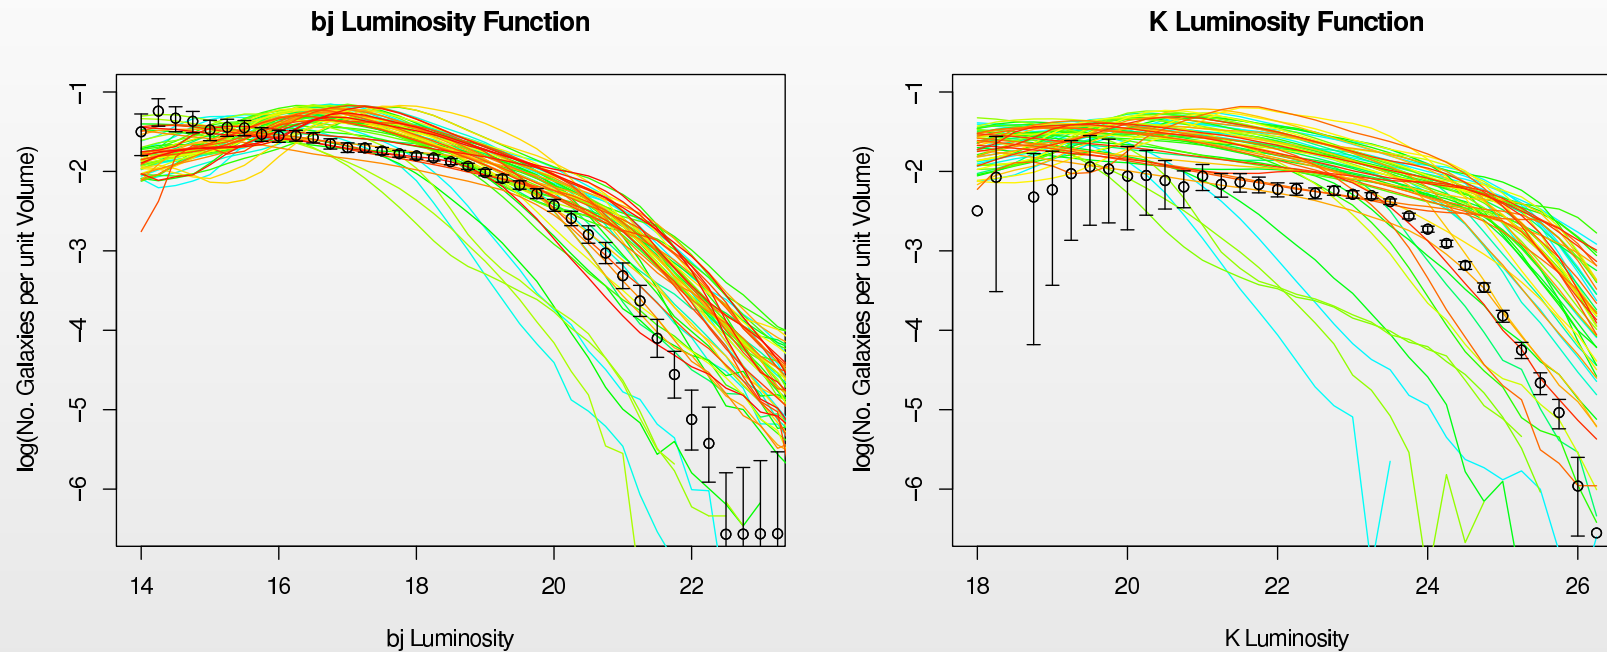 bj Luminosity Function
log(No. Galaxies per unit Volume)
−1
−2
−3
−4
−5
−6
14 16 18 20 22
bj Luminosity
K Luminosity Function
log(No. Galaxies per unit Volume)
−1
−2
−3
−4
−5
−6
18 20 22 24 26
K Luminosity